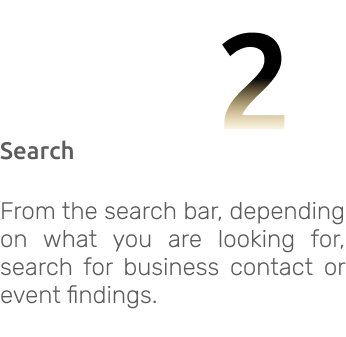 2
Search
From the search bar, depending
on what you are looking for,
search for business contact or
event findings.